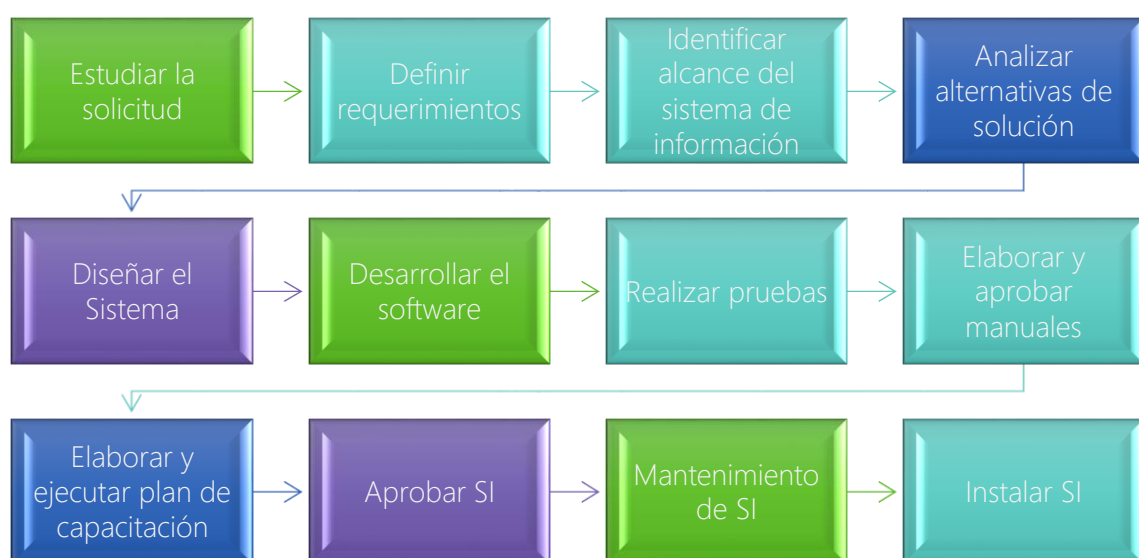 Estudiar la
solicitud
Definir
requerimientos
Identificar
alcance del
sistema de
información
Analizar
alternativas de
solución
Diseñar el
Sistema
Desarrollar el
software
Realizar pruebas
Elaborar y
aprobar
manuales
Elaborar y
ejecutar plan de
capacitación
Aprobar SI
Mantenimiento
de SI
Instalar SI